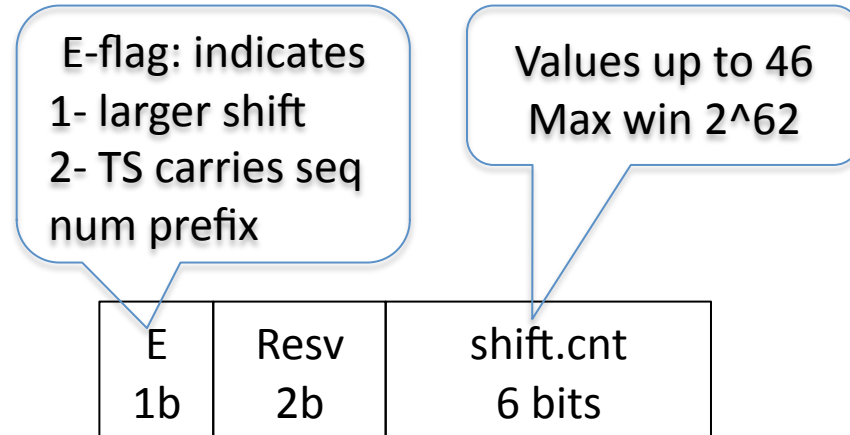 E-flag: indicates
1- larger shift
2- TS carries seq
num prefix
Values up to 46
Max win 2^62
E
Resv
shift.cnt
1b
2b
6 bits